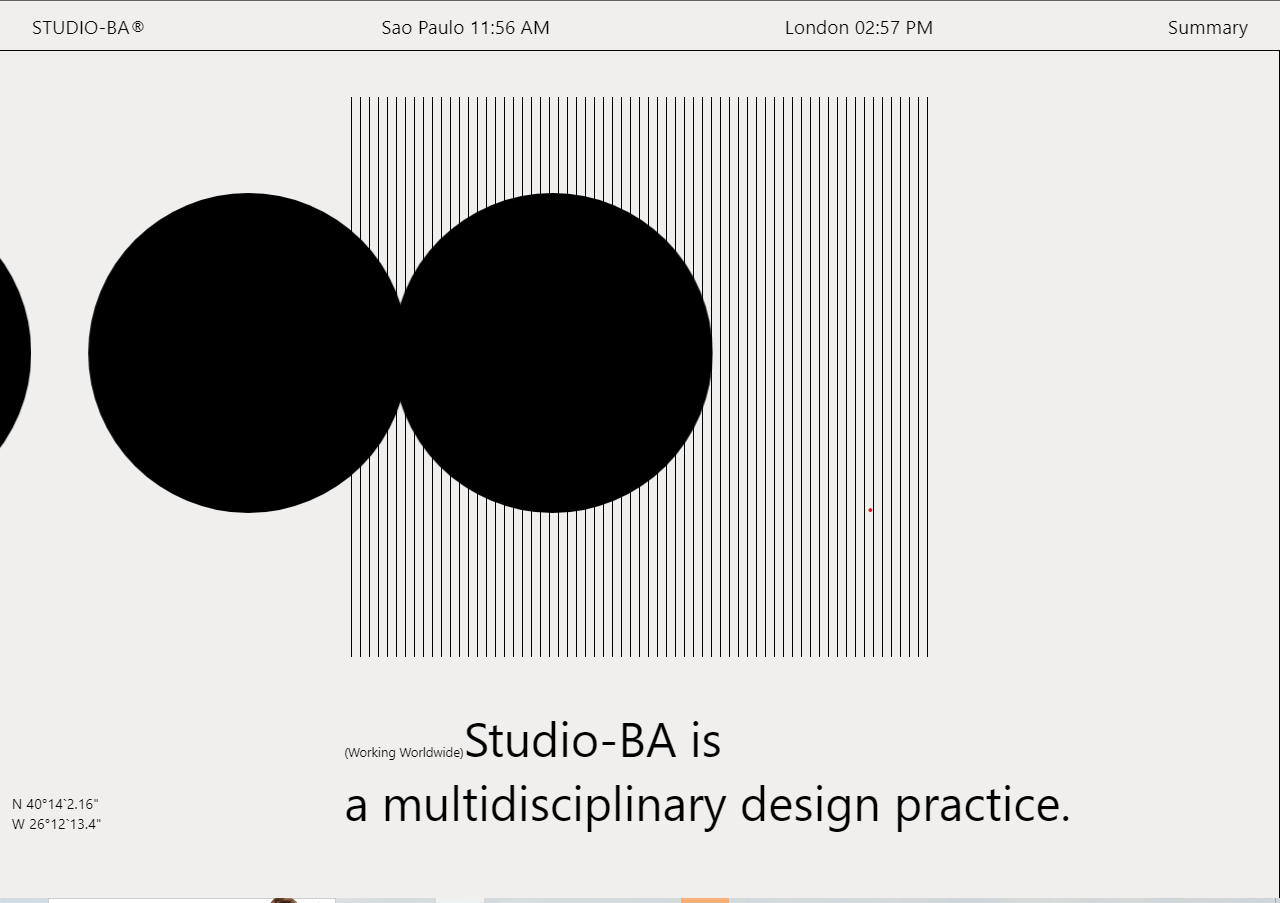 STUDIO-BA®
Sao Paulo 11:56 AM
London 02:57 PM
Summary
(Working Worldwide) Studio-BA is
a multidisciplinary design practice.
N 40°14`2.16"
W 26°12`13.4"